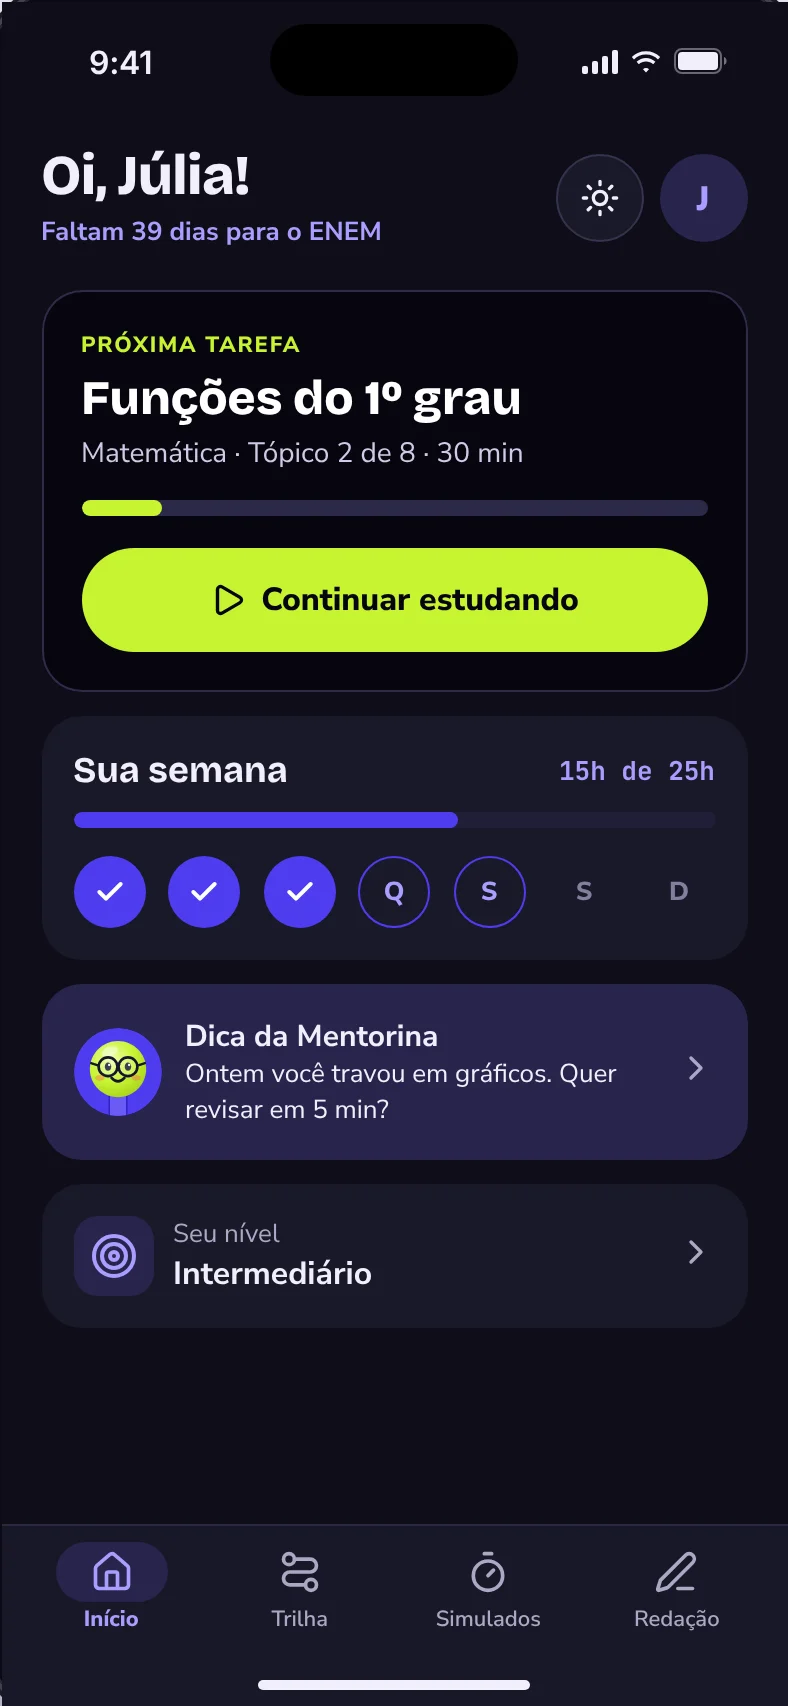 9:41
Oi, Júlia!
J
Faltam 39 dias para o ENEM
PRÓXIMA TAREFA
Funções do 1º grau
Matemática · Tópico 2 de 8 · 30 min
Continuar estudando
Sua semana
15h de 25h
Q S S D
Dica da Mentorina
Ontem você travou em gráficos. Quer
revisar em 5 min?
Seu nível
Intermediário
Início
Trilha
Simulados
Redação